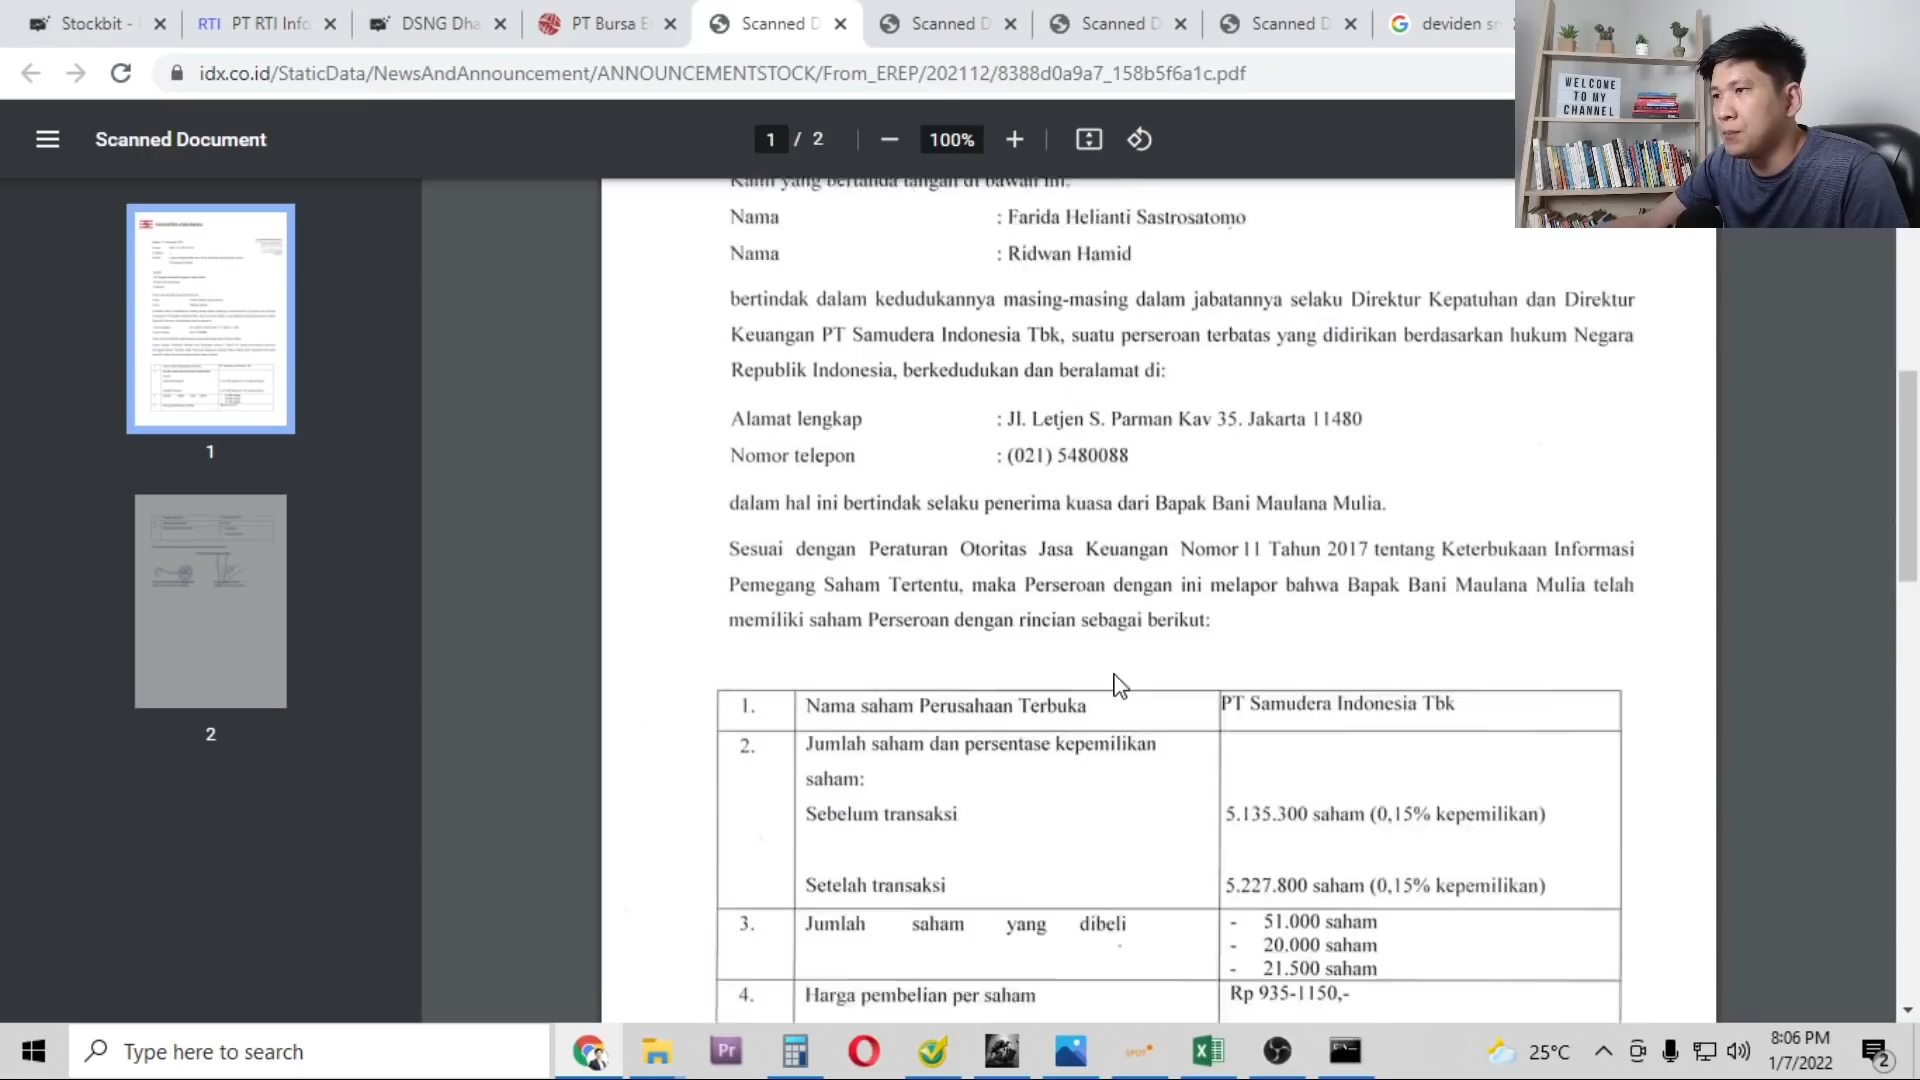 Stockbit -
RTI PT RTI Info
DSNG Dha
PT Bursa E
Scanned D
Scanned D
Scanned D
Scanned D
deviden sm
idx.co.id/StaticData/NewsAndAnnouncement/ANNOUNCEMENTSTOCK/From_EREP/202112/8388d0a9a7_158b5f6a1c.pdf
WELCOME
TO MY
CHANNEL
Scanned Document
1 / 2
100%
Kami yang bertanda tangan di bawah ini:
Nama : Farida Helianti Sastrosatomo
Nama : Ridwan Hamid
bertindak dalam kedudukannya masing-masing dalam jabatannya selaku Direktur Kepatuhan dan Direktur
Keuangan PT Samudera Indonesia Tbk, suatu perseroan terbatas yang didirikan berdasarkan hukum Negara
Republik Indonesia, berkedudukan dan beralamat di:
Alamat lengkap : Jl. Letjen S. Parman Kav 35. Jakarta 11480
Nomor telepon : (021) 5480088
dalam hal ini bertindak selaku penerima kuasa dari Bapak Bani Maulana Mulia.
Sesuai dengan Peraturan Otoritas Jasa Keuangan Nomor 11 Tahun 2017 tentang Keterbukaan Informasi
Pemegang Saham Tertentu, maka Perseroan dengan ini melapor bahwa Bapak Bani Maulana Mulia telah
memiliki saham Perseroan dengan rincian sebagai berikut:
1. Nama saham Perusahaan Terbuka PT Samudera Indonesia Tbk
2. Jumlah saham dan persentase kepemilikan
saham:
Sebelum transaksi 5.135.300 saham (0,15% kepemilikan)
Setelah transaksi 5.227.800 saham (0,15% kepemilikan)
3. Jumlah saham yang dibeli - 51.000 saham
- 20.000 saham
- 21.500 saham
4. Harga pembelian per saham Rp 935-1150,-
1
2
Type here to search
Pr
25°C
8:06 PM
1/7/2022
2